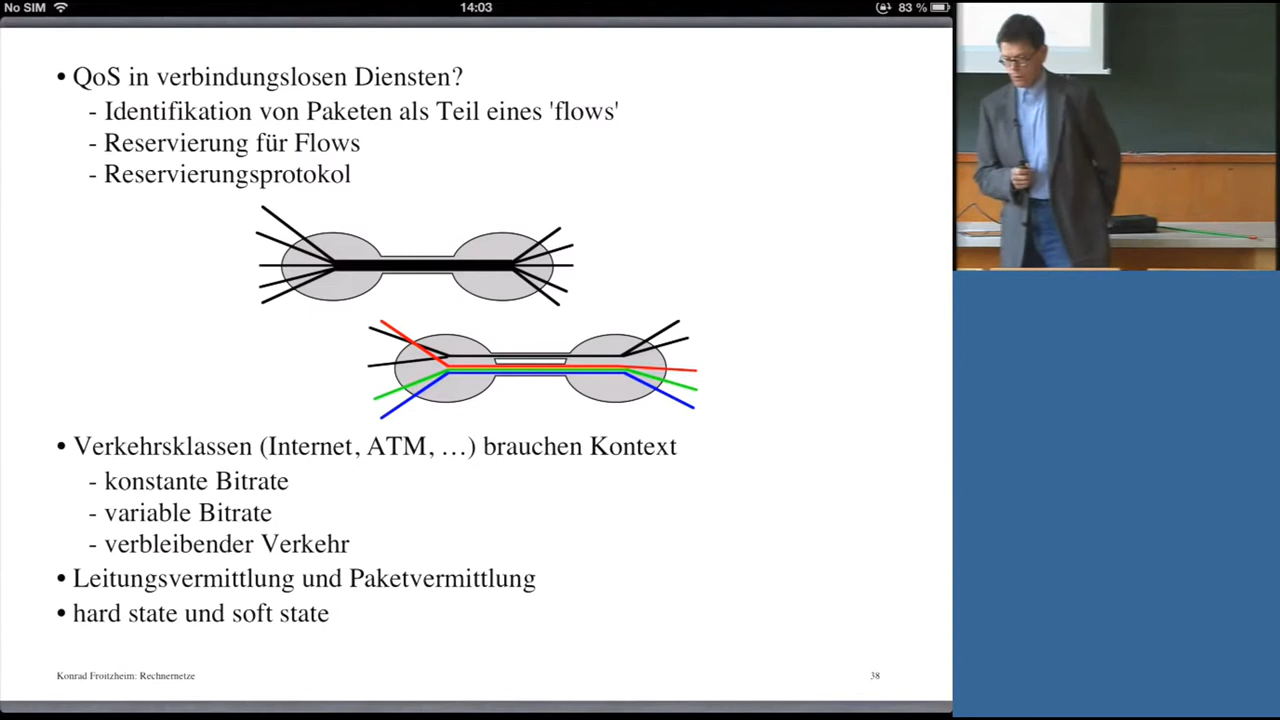 No SIM 14:03 83 %
• QoS in verbindungslosen Diensten?
- Identifikation von Paketen als Teil eines 'flows'
- Reservierung für Flows
- Reservierungsprotokol
• Verkehrsklassen (Internet, ATM, …) brauchen Kontext
- konstante Bitrate
- variable Bitrate
- verbleibender Verkehr
• Leitungsvermittlung und Paketvermittlung
• hard state und soft state
Konrad Froitzheim: Rechnernetze 38